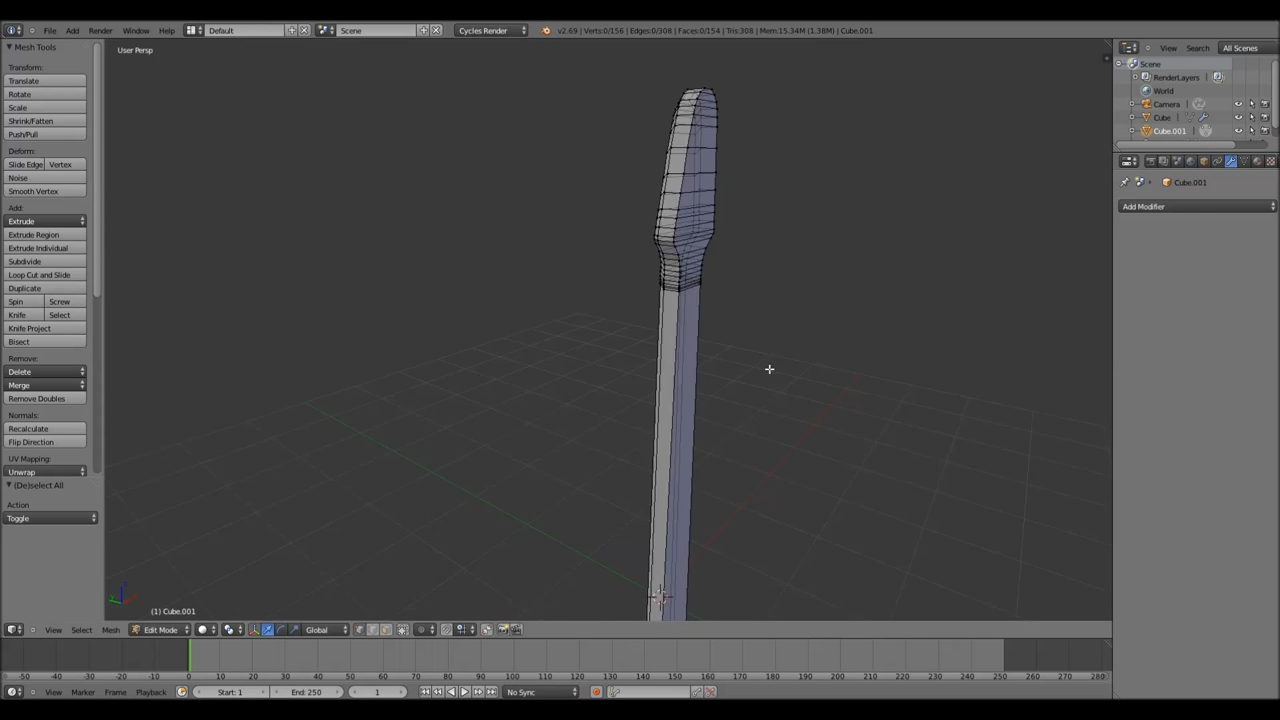 File Add Render Window Help Default Scene Cycles Render v2.69 | Verts:0/156 | Edges:0/308 | Faces:0/154 | Tris:308 | Mem:15.34M (1.38M) | Cube.001
Mesh Tools
User Persp
View Search All Scenes
Transform:
Translate
Rotate
Scale
Shrink/Fatten
Push/Pull
Deform:
Slide Edge Vertex
Noise
Smooth Vertex
Add:
Extrude
Extrude Region
Extrude Individual
Subdivide
Loop Cut and Slide
Duplicate
Spin Screw
Knife Select
Knife Project
Bisect
Remove:
Delete
Merge
Remove Doubles
Normals:
Recalculate
Flip Direction
UV Mapping:
Unwrap
(De)select All
Action
Toggle
Scene
RenderLayers
World
Camera
Cube
Cube.001
Cube.001
Add Modifier
(1) Cube.001
View Select Mesh Edit Mode Global
-50 -40 -30 -20 -10 0 10 20 30 40 50 60 70 80 90 100 110 120 130 140 150 160 170 180 190 200 210 220 230 240 250 260 270 280
View Marker Frame Playback Start: 1 End: 250 1 No Sync